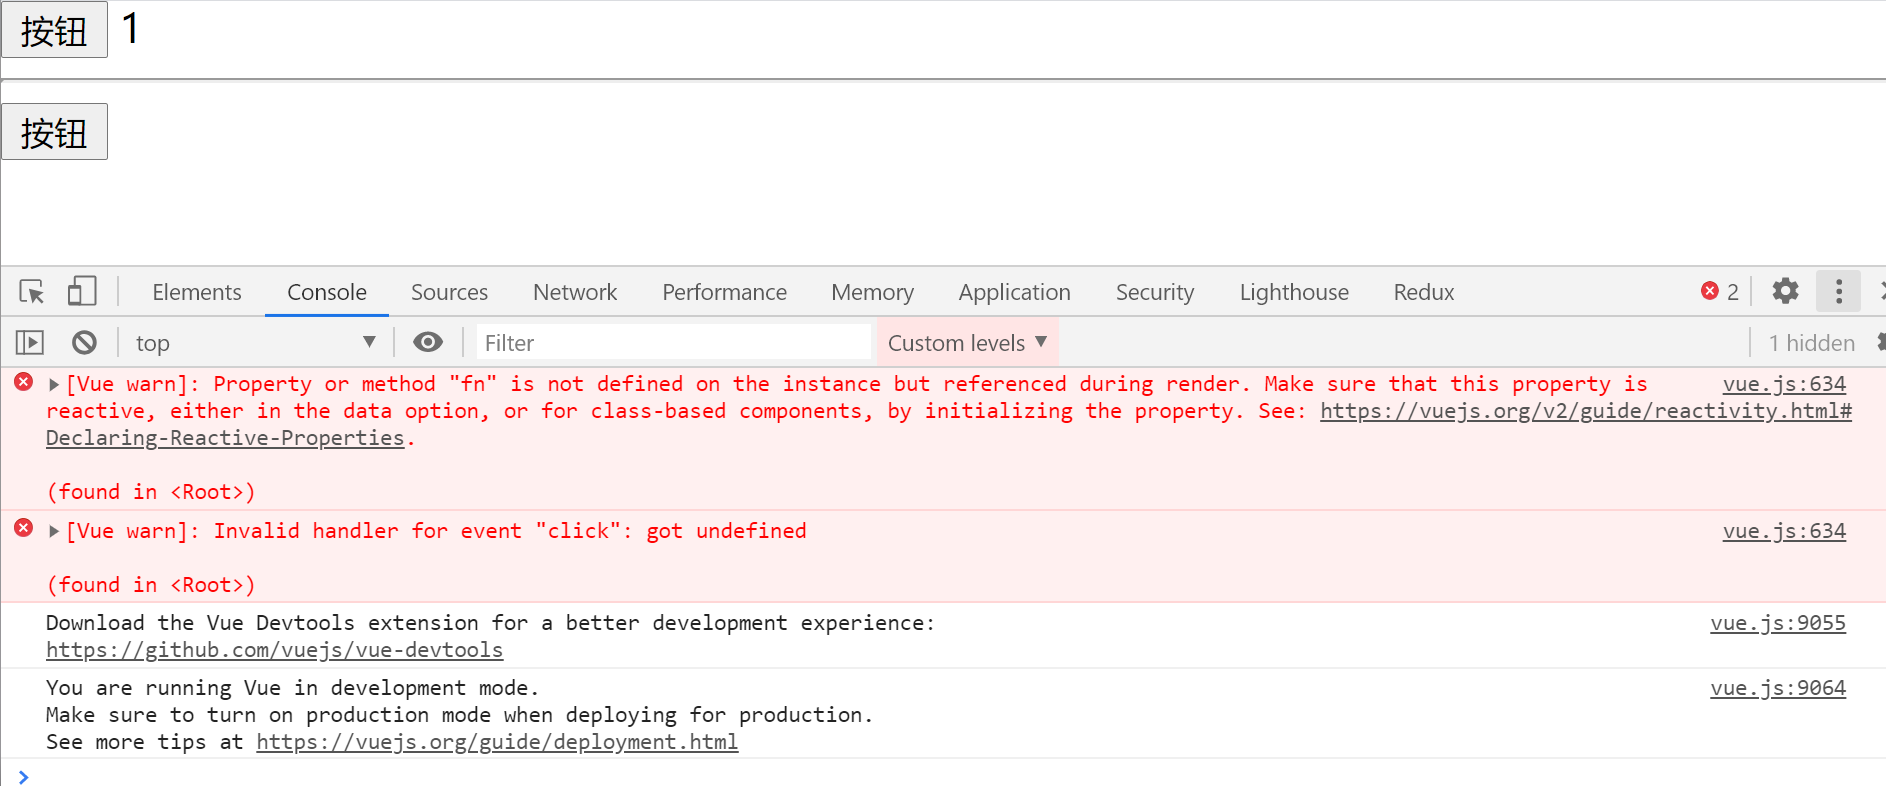 按钮 1
按钮
Elements Console Sources Network Performance Memory Application Security Lighthouse Redux 2
top Filter Custom levels 1 hidden
[Vue warn]: Property or method "fn" is not defined on the instance but referenced during render. Make sure that this property is vue.js:634
reactive, either in the data option, or for class-based components, by initializing the property. See: https://vuejs.org/v2/guide/reactivity.html#
Declaring-Reactive-Properties.
(found in <Root>)
[Vue warn]: Invalid handler for event "click": got undefined vue.js:634
(found in <Root>)
Download the Vue Devtools extension for a better development experience: vue.js:9055
https://github.com/vuejs/vue-devtools
You are running Vue in development mode. vue.js:9064
Make sure to turn on production mode when deploying for production.
See more tips at https://vuejs.org/guide/deployment.html